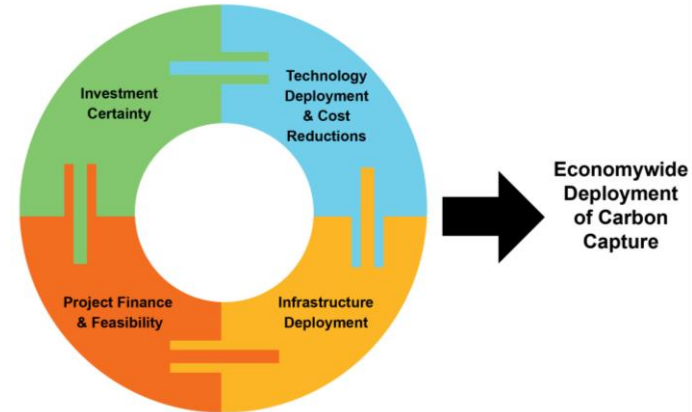 Investment
Certainty
Technology
Deployment
& Cost
Reductions
Project Finance
& Feasibility
Infrastructure
Deployment
Economywide
Deployment
of Carbon
Capture